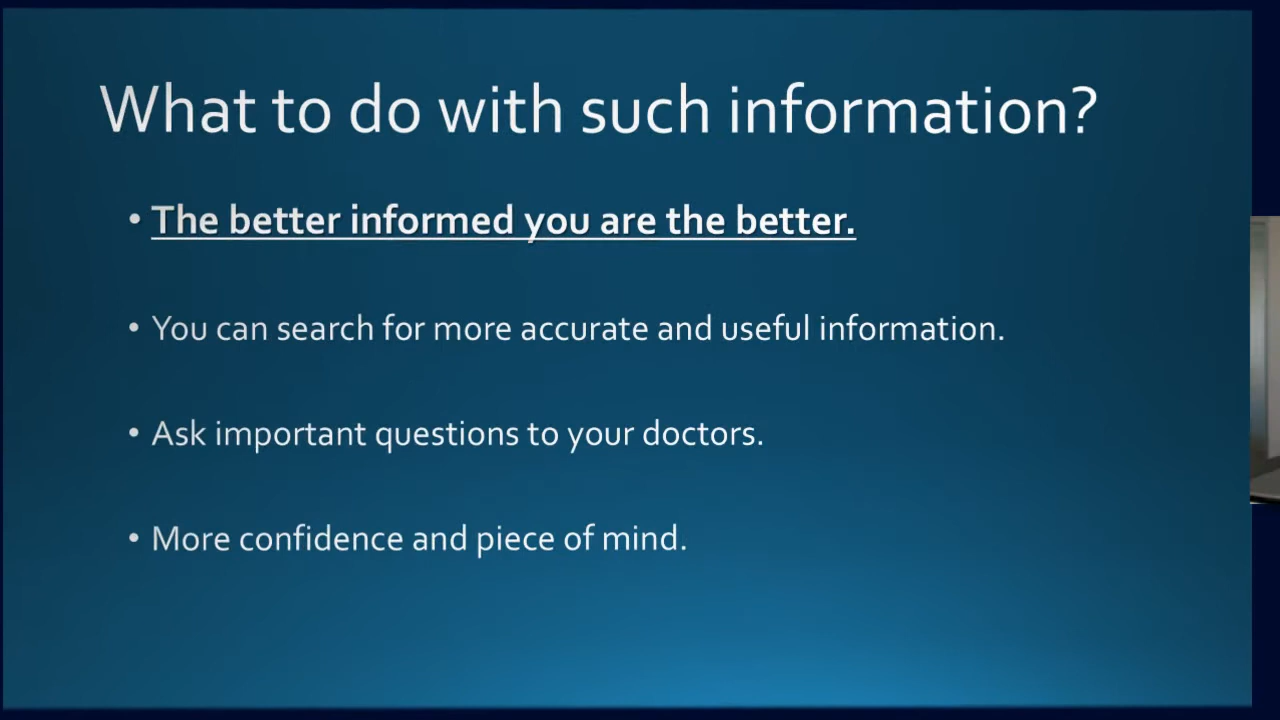 What to do with such information?
• The better informed you are the better.
• You can search for more accurate and useful information.
• Ask important questions to your doctors.
• More confidence and piece of mind.